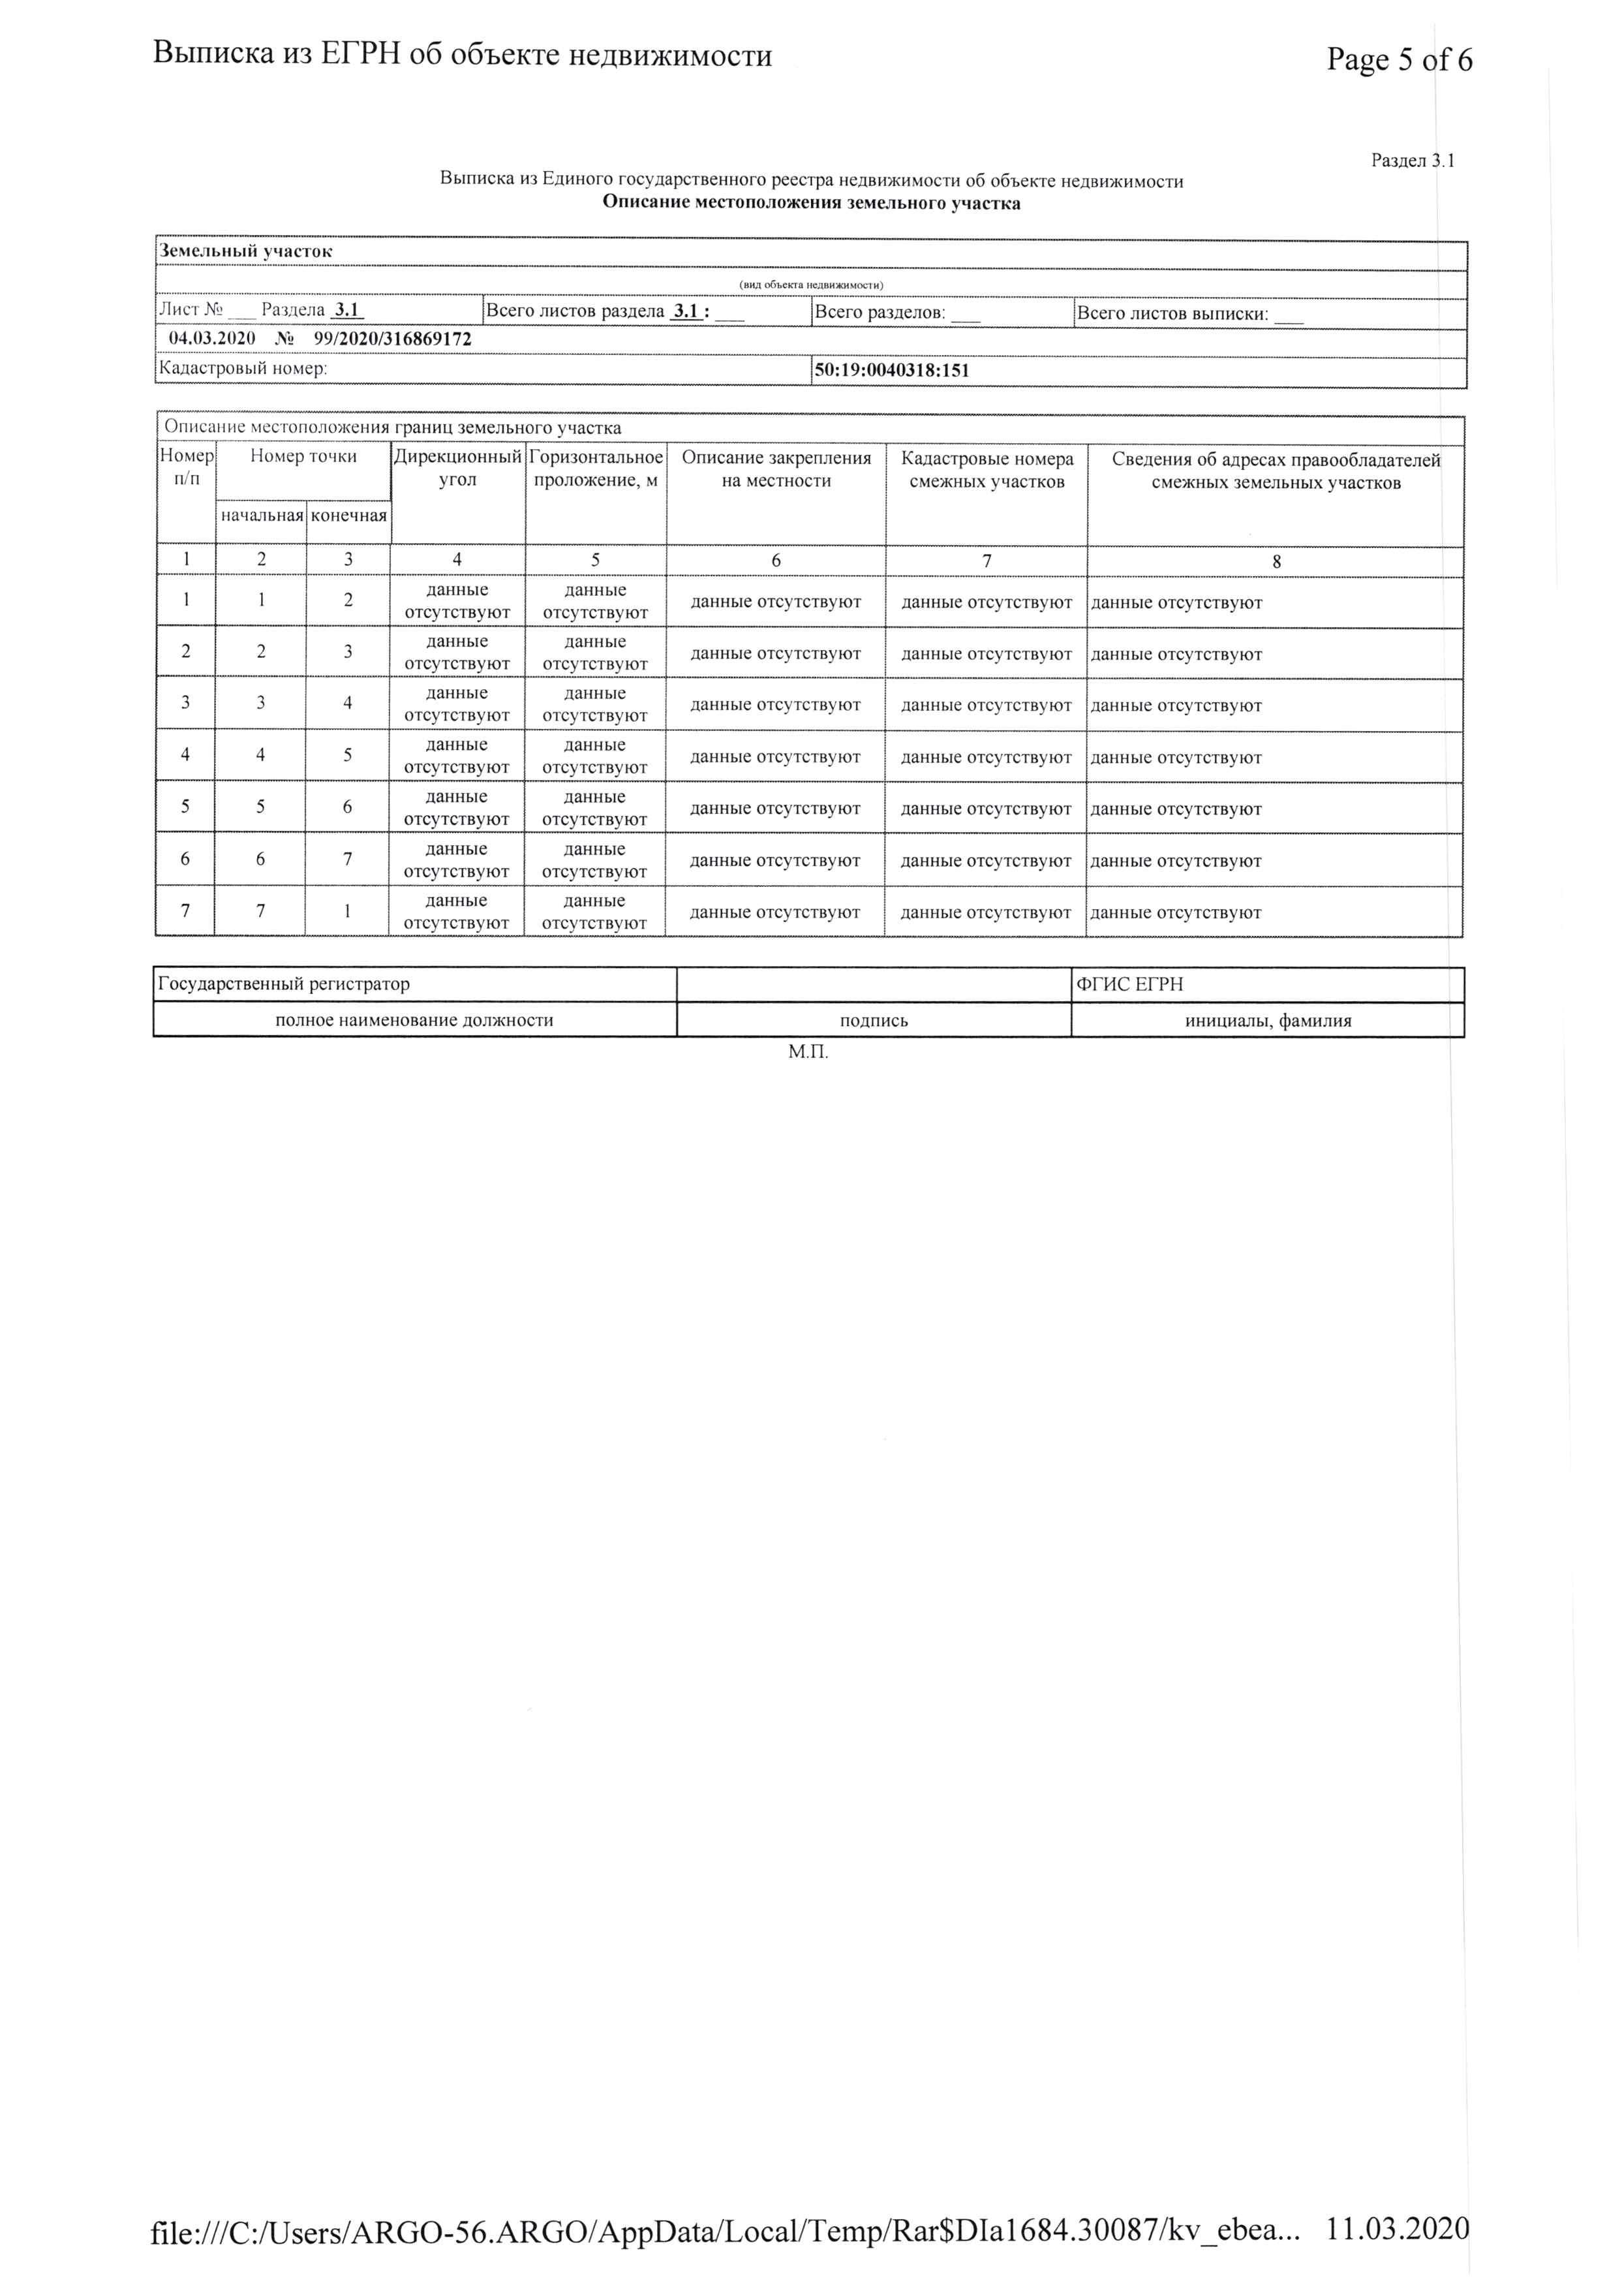 Выписка из ЕГРН об объекте недвижимости Page 5 of 6
Раздел 3.1
Выписка из Единого государственного реестра недвижимости об объекте недвижимости
Описание местоположения земельного участка
Земельный участок
(вид объекта недвижимости)
Лист № ___ Раздела 3.1 Всего листов раздела 3.1 : ___ Всего разделов: ___ Всего листов выписки: ___
04.03.2020 № 99/2020/316869172
Кадастровый номер: 50:19:0040318:151
Описание местоположения границ земельного участка
Номер Номер точки Дирекционный Горизонтальное Описание закрепления Кадастровые номера Сведения об адресах правообладателей
п/п угол проложение, м на местности смежных участков смежных земельных участков
начальная конечная
1 2 3 4 5 6 7 8
данные данные
1 1 2 отсутствуют отсутствуют данные отсутствуют данные отсутствуют данные отсутствуют
данные данные
2 2 3 отсутствуют отсутствуют данные отсутствуют данные отсутствуют данные отсутствуют
данные данные
3 3 4 отсутствуют отсутствуют данные отсутствуют данные отсутствуют данные отсутствуют
данные данные
4 4 5 отсутствуют отсутствуют данные отсутствуют данные отсутствуют данные отсутствуют
данные данные
5 5 6 отсутствуют отсутствуют данные отсутствуют данные отсутствуют данные отсутствуют
данные данные
6 6 7 отсутствуют отсутствуют данные отсутствуют данные отсутствуют данные отсутствуют
данные данные
7 7 1 отсутствуют отсутствуют данные отсутствуют данные отсутствуют данные отсутствуют
Государственный регистратор ФГИС ЕГРН
полное наименование должности подпись инициалы, фамилия
М.П.
file:///C:/Users/ARGO-56.ARGO/AppData/Local/Temp/Rar$DIa1684.30087/kv_ebea... 11.03.2020